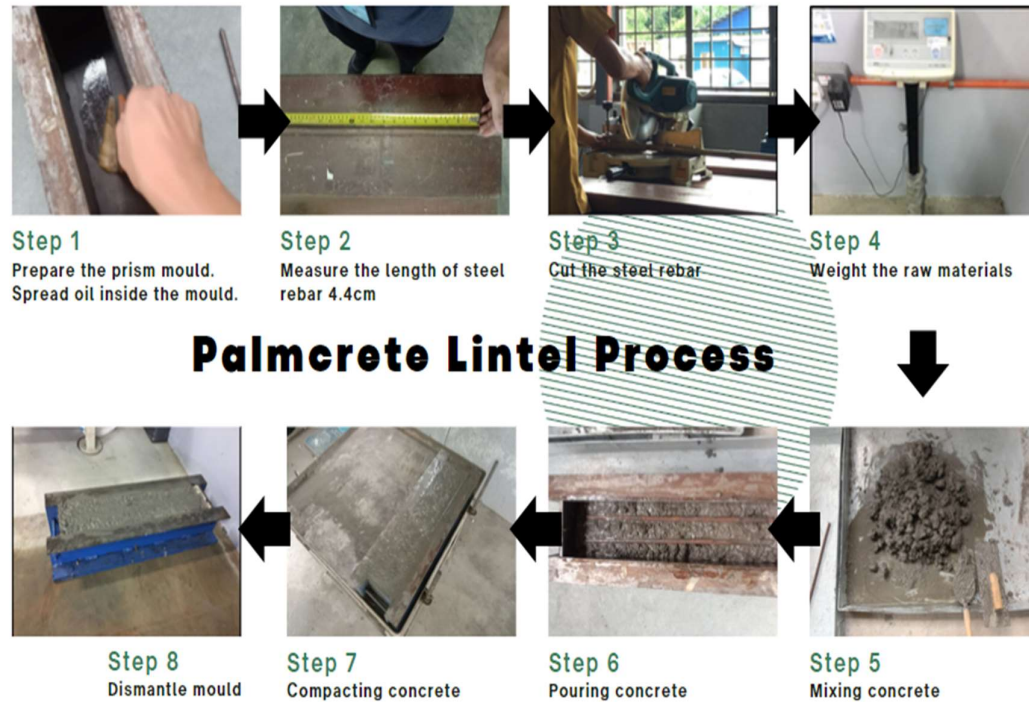 Step 1
Prepare the prism mould.
Spread oil inside the mould.
Step 2
Measure the length of steel
rebar 4.4cm
Step 3
Cut the steel rebar
Step 4
Weight the raw materials
Palmcrete Lintel Process
Step 8
Dismantle mould
Step 7
Compacting concrete
Step 6
Pouring concrete
Step 5
Mixing concrete